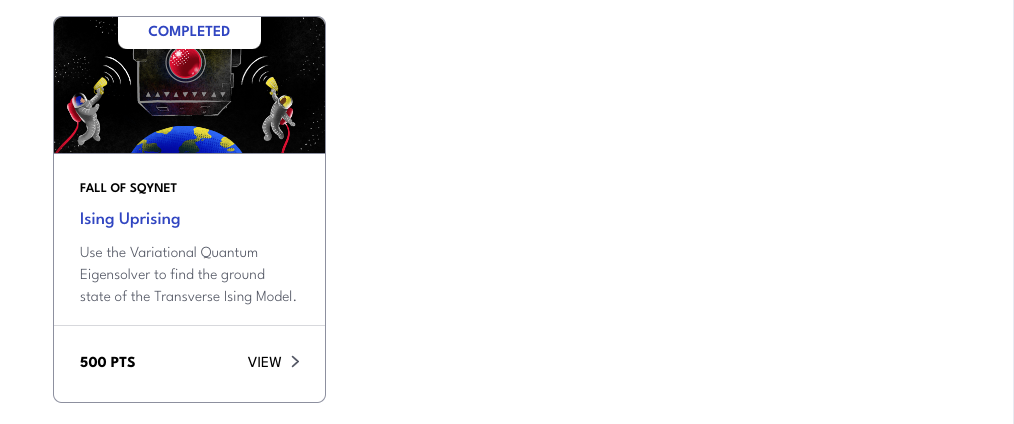 COMPLETED
FALL OF SQYNET
Ising Uprising
Use the Variational Quantum
Eigensolver to find the ground
state of the Transverse Ising Model.
500 PTS
VIEW